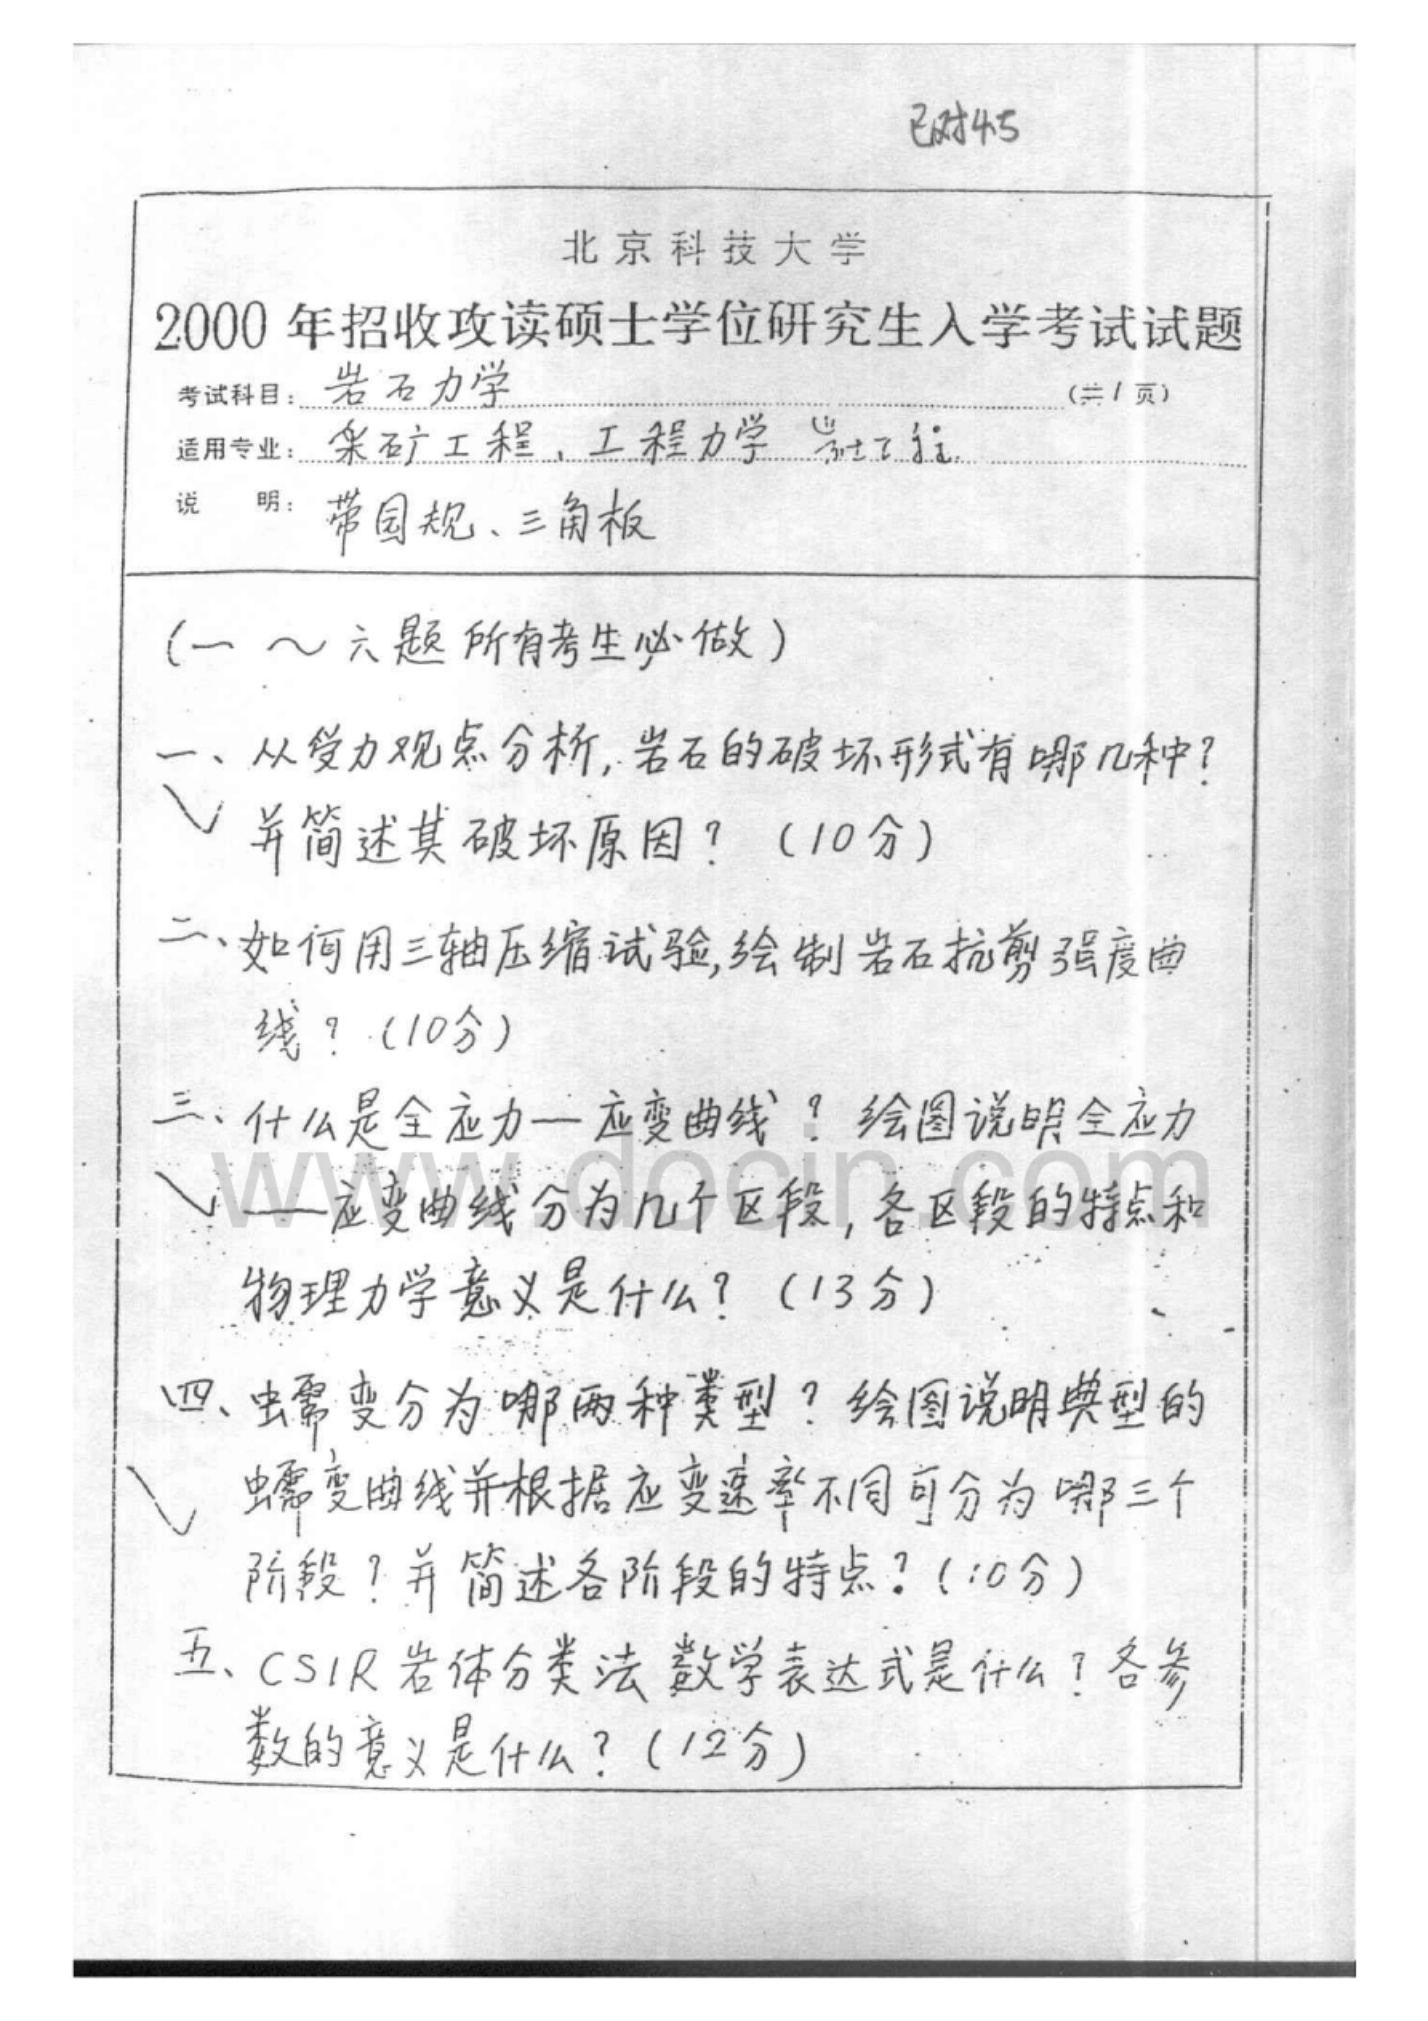 已对45
北京科技大学
2000年招收攻读硕士学位研究生入学考试试题
考试科目: 岩石力学 (共1页)
适用专业: 采矿工程、工程力学
说 明: 带园规、三角板
(一～六题所有考生必做)
一、从受力观点分析,岩石的破坏形式有哪几种?
并简述其破坏原因? (10分)
二、如何用三轴压缩试验,绘制岩石抗剪强度曲
线? (10分)
三、什么是全应力—应变曲线? 绘图说明全应力
www.docin.com
——应变曲线分为几个区段,各区段的特点和
物理力学意义是什么? (13分)
四、蠕变分为哪两种类型? 绘图说明典型的
蠕变曲线并根据应变速率不同可分为哪三个
阶段? 并简述各阶段的特点? (10分)
五、CSIR岩体分类法数学表达式是什么? 各参
数的意义是什么? (12分)